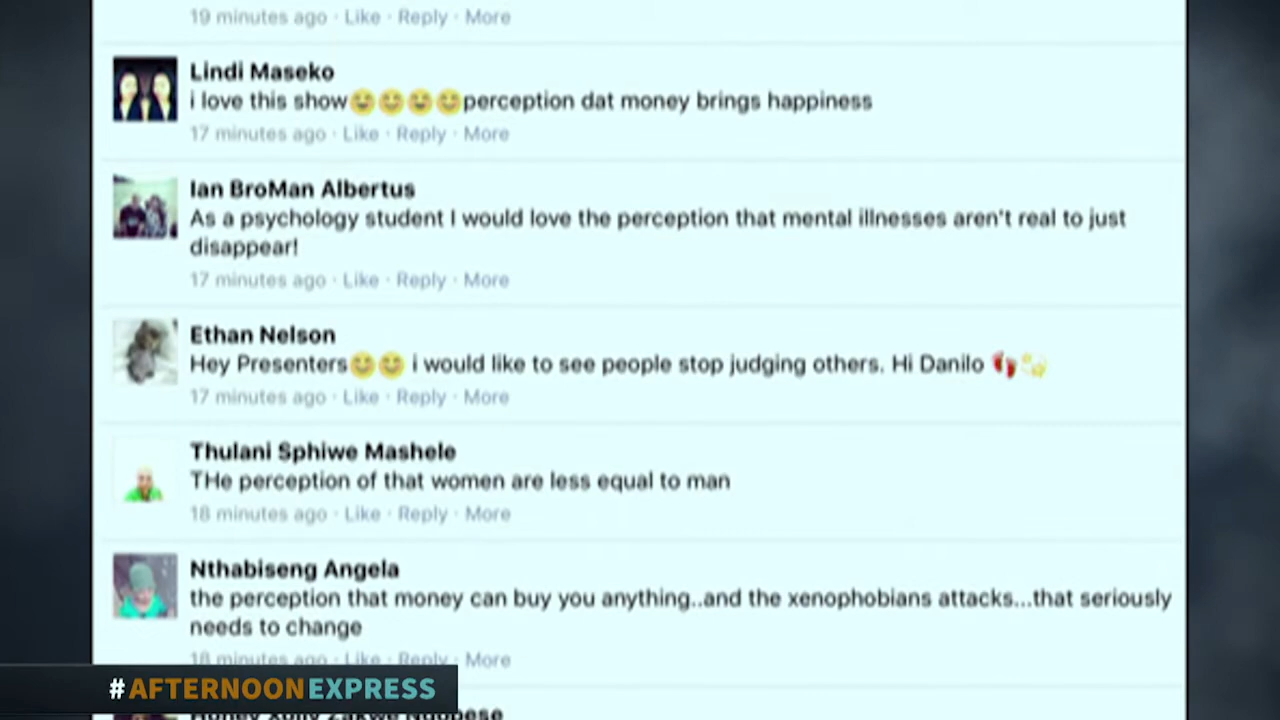 19 minutes ago · Like · Reply · More
Lindi Maseko
i love this show😊😊😊😊perception dat money brings happiness
17 minutes ago · Like · Reply · More
Ian BroMan Albertus
As a psychology student I would love the perception that mental illnesses aren't real to just
disappear!
17 minutes ago · Like · Reply · More
Ethan Nelson
Hey Presenters😊😊 i would like to see people stop judging others. Hi Danilo 👣💫
17 minutes ago · Like · Reply · More
Thulani Sphiwe Mashele
THe perception of that women are less equal to man
18 minutes ago · Like · Reply · More
Nthabiseng Angela
the perception that money can buy you anything..and the xenophobians attacks...that seriously
needs to change
18 minutes ago · Like · Reply · More
#AFTERNOONEXPRESS